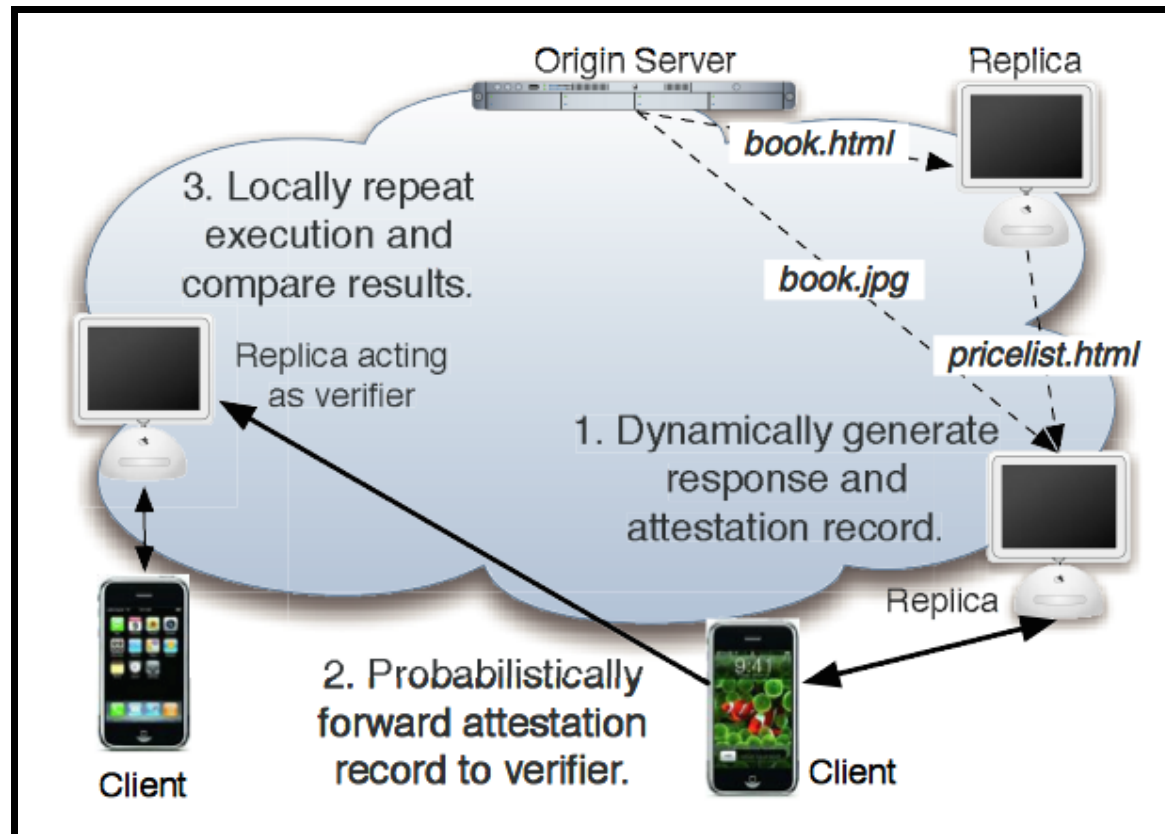 Origin Server
Replica
book.html
3. Locally repeat
execution and
compare results.
book.jpg
pricelist.html
Replica acting
as verifier
1. Dynamically generate
response and
attestation record.
Replica
9:41
2. Probabilistically
forward attestation
record to verifier.
Client
Client